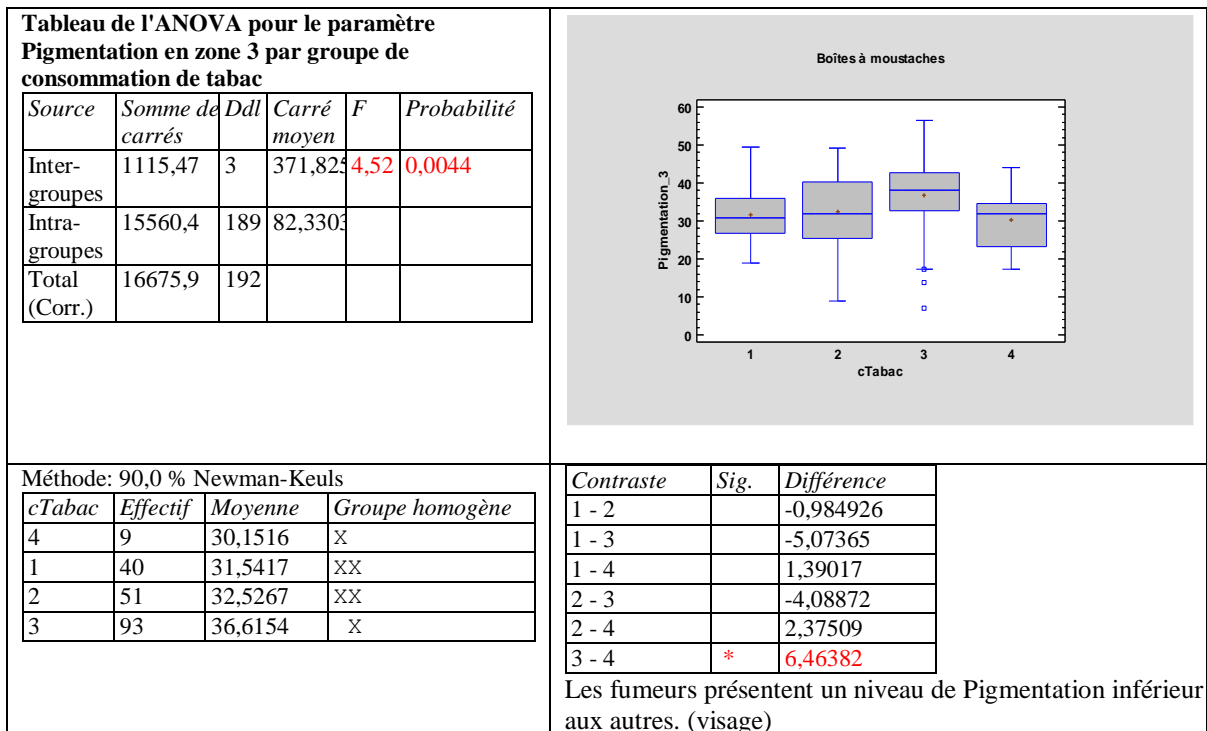 Tableau de l'ANOVA pour le paramètre
Pigmentation en zone 3 par groupe de
consommation de tabac
Source Somme de Ddl Carré F Probabilité
carrés moyen
Inter- 1115,47 3 371,825 4,52 0,0044
groupes
Intra- 15560,4 189 82,3303
groupes
Total 16675,9 192
(Corr.)
Boîtes à moustaches
60
50
40
30
20
10
0
Pigmentation_3
1 2 3 4
cTabac
Méthode: 90,0 % Newman-Keuls
cTabac Effectif Moyenne Groupe homogène
4 9 30,1516 X
1 40 31,5417 XX
2 51 32,5267 XX
3 93 36,6154 X
Contraste Sig. Différence
1 - 2 -0,984926
1 - 3 -5,07365
1 - 4 1,39017
2 - 3 -4,08872
2 - 4 2,37509
3 - 4 * 6,46382
Les fumeurs présentent un niveau de Pigmentation inférieur
aux autres. (visage)